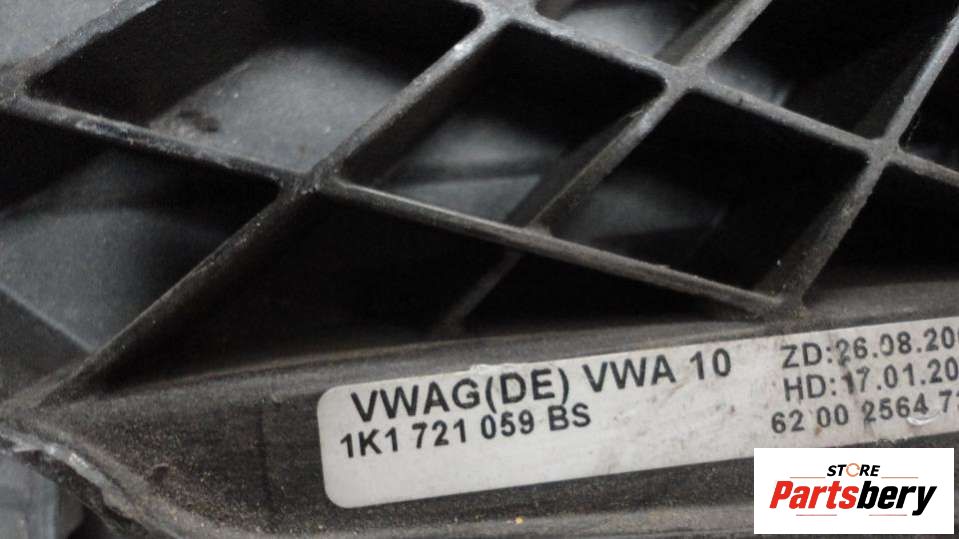 VWAG(DE) VWA 10
1K1 721 059 BS
ZD:26.08.200
HD:17.01.20
62 00 2564 7
STORE
Partsbery